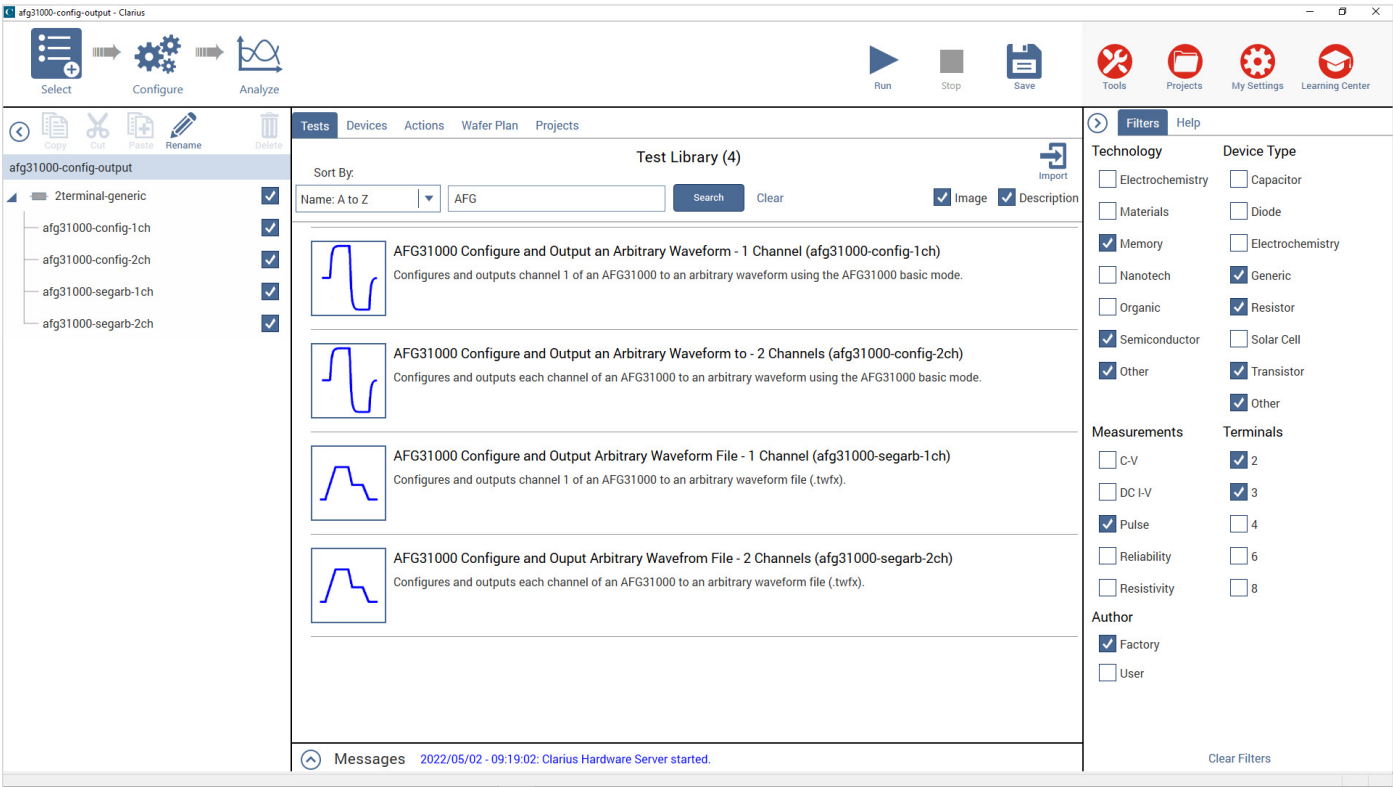 afg31000-config-output - Clarius
Select
Configure
Analyze
Run
Stop
Save
Tools
Projects
My Settings
Learning Center
Copy
Cut
Paste
Rename
Delete
afg31000-config-output
2terminal-generic
afg31000-config-1ch
afg31000-config-2ch
afg31000-segarb-1ch
afg31000-segarb-2ch
Tests Devices Actions Wafer Plan Projects
Test Library (4)
Import
Sort By:
Name: A to Z
AFG
Search
Clear
Image
Description
AFG31000 Configure and Output an Arbitrary Waveform - 1 Channel (afg31000-config-1ch)
Configures and outputs channel 1 of an AFG31000 to an arbitrary waveform using the AFG31000 basic mode.
AFG31000 Configure and Output an Arbitrary Waveform to - 2 Channels (afg31000-config-2ch)
Configures and outputs each channel of an AFG31000 to an arbitrary waveform using the AFG31000 basic mode.
AFG31000 Configure and Output Arbitrary Waveform File - 1 Channel (afg31000-segarb-1ch)
Configures and outputs channel 1 of an AFG31000 to an arbitrary waveform file (.twfx).
AFG31000 Configure and Ouput Arbitrary Wavefrom File - 2 Channels (afg31000-segarb-2ch)
Configures and outputs each channel of an AFG31000 to an arbitrary waveform file (.twfx).
Messages 2022/05/02 - 09:19:02: Clarius Hardware Server started.
Filters Help
Technology
Electrochemistry
Materials
Memory
Nanotech
Organic
Semiconductor
Other
Device Type
Capacitor
Diode
Electrochemistry
Generic
Resistor
Solar Cell
Transistor
Other
Measurements
C-V
DC I-V
Pulse
Reliability
Resistivity
Terminals
2
3
4
6
8
Author
Factory
User
Clear Filters